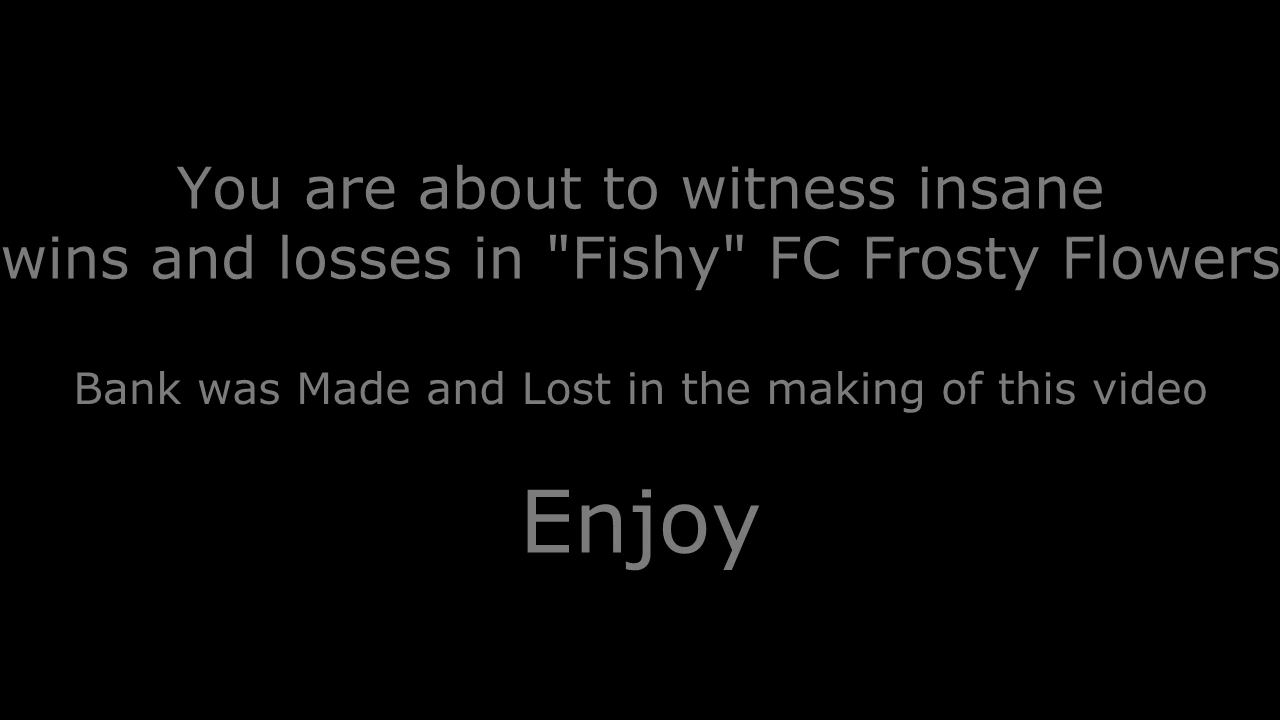 You are about to witness insane
wins and losses in "Fishy" FC Frosty Flowers
Bank was Made and Lost in the making of this video
Enjoy